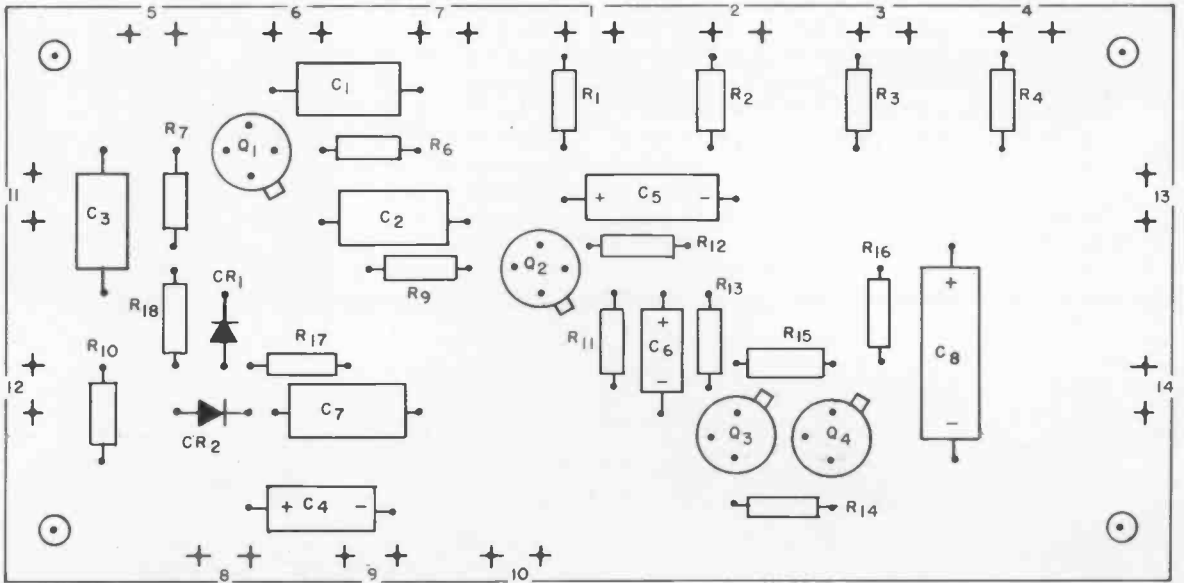 5 6 7 1 2 3 4
C1
R1 R2 R3 R4
R7 Q1 R6
11 C3 C2 + C5 - 13
R12
Q2 R16
R9
R18 CR1 R13 +
R17 R11 + C6 - R15 C8
R10
12 C7 14
CR2 Q3 Q4 -
+ C4 - R14
8 9 10